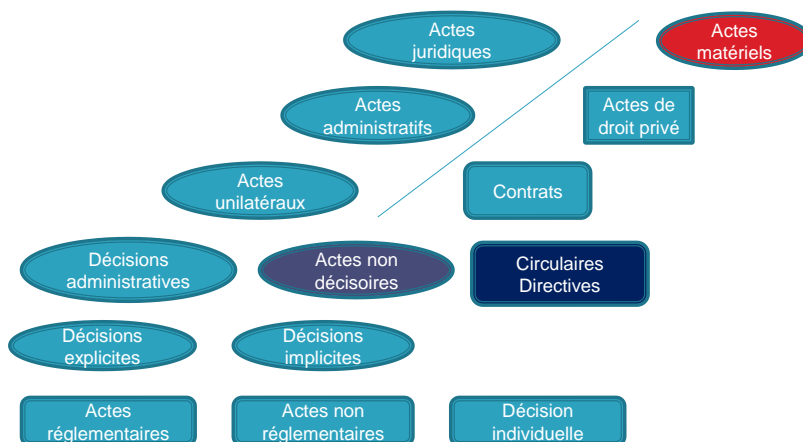 Actes
juridiques
Actes
matériels
Actes
administratifs
Actes de
droit privé
Actes
unilatéraux
Contrats
Décisions
administratives
Actes non
décisoires
Circulaires
Directives
Décisions
explicites
Décisions
implicites
Actes
réglementaires
Actes non
réglementaires
Décision
individuelle